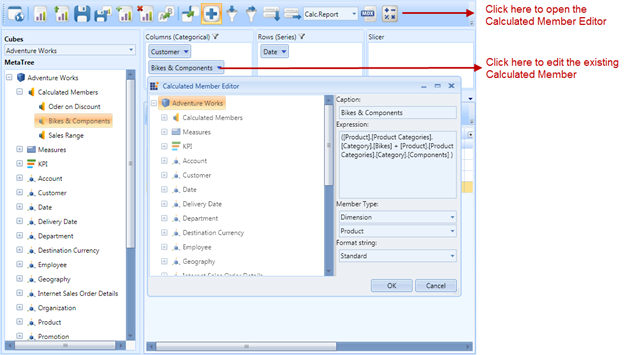 Calc.Report
MDX
Click here to open the
Calculated Member Editor
Cubes
Adventure Works
MetaTree
Adventure Works
Calculated Members
Oder on Discount
Bikes & Components
Sales Range
Measures
KPI
Account
Customer
Date
Delivery Date
Department
Destination Currency
Employee
Geography
Internet Sales Order Details
Organization
Product
Promotion
Columns (Categorical)
Customer
Bikes & Components
Rows (Series)
Date
Slicer
Click here to edit the existing
Calculated Member
Calculated Member Editor
Adventure Works
Calculated Members
Measures
KPI
Account
Customer
Date
Delivery Date
Department
Destination Currency
Employee
Geography
Internet Sales Order Details
Caption:
Bikes & Components
Expression:
([Product].[Product Categories].
[Category].[Bikes] + [Product].[Product
Categories].[Category].[Components] )
Member Type:
Dimension
Product
Format string:
Standard
OK
Cancel